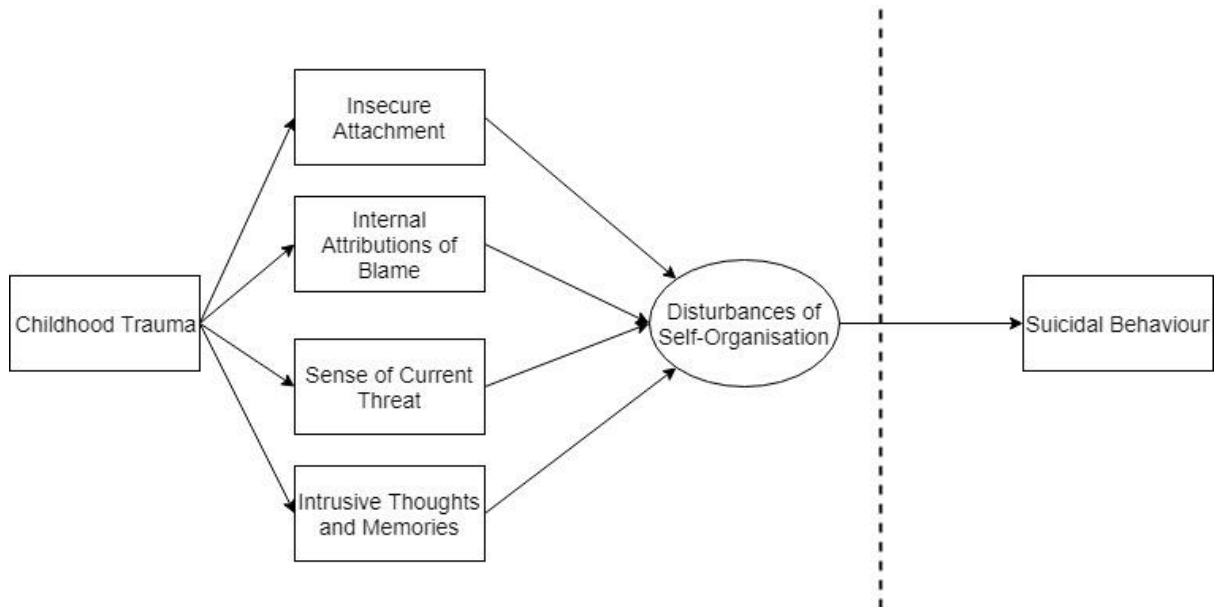 Insecure
Attachment
Internal
Attributions of
Blame
Childhood Trauma
Disturbances of
Self-Organisation
Suicidal Behaviour
Sense of Current
Threat
Intrusive Thoughts
and Memories